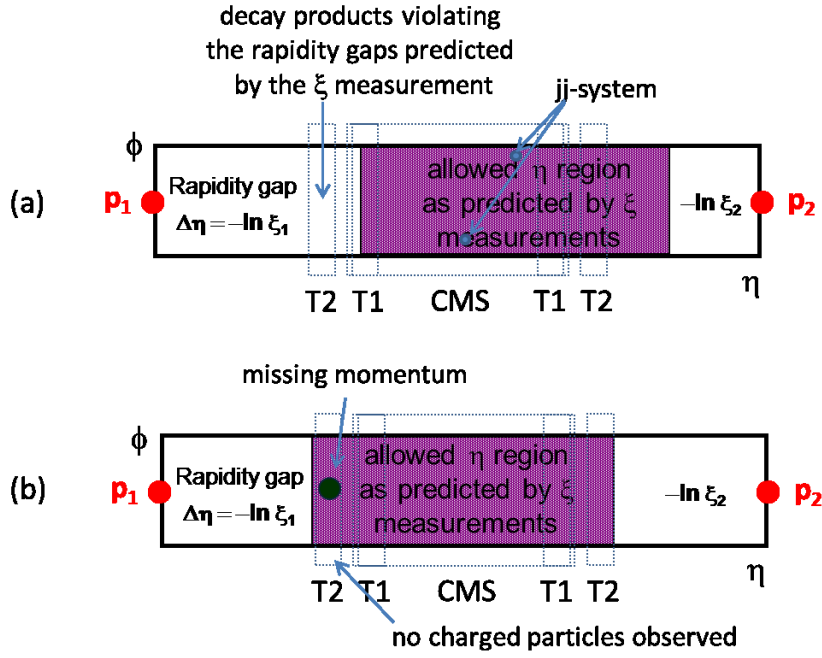 decay products violating
the rapidity gaps predicted
by the ξ measurement
jj-system
ϕ
(a)
p₁
Rapidity gap
Δη = −ln ξ₁
allowed η region
as predicted by ξ
measurements
−ln ξ₂
p₂
η
T2 T1 CMS T1 T2
missing momentum
ϕ
(b)
p₁
Rapidity gap
Δη = −ln ξ₁
allowed η region
as predicted by ξ
measurements
−ln ξ₂
p₂
η
T2 T1 CMS T1 T2
no charged particles observed